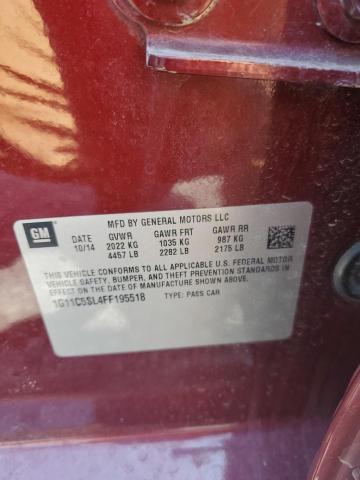 GM
MFD BY GENERAL MOTORS LLC
DATE GVWR GAWR FRT GAWR RR
10/14 2022 KG 1035 KG 987 KG
4457 LB 2282 LB 2175 LB
THIS VEHICLE CONFORMS TO ALL APPLICABLE U.S. FEDERAL MOTOR
VEHICLE SAFETY, BUMPER, AND THEFT PREVENTION STANDARDS IN
EFFECT ON THE DATE OF MANUFACTURE SHOWN ABOVE.
1G11C5SL4FF195518 TYPE: PASS CAR